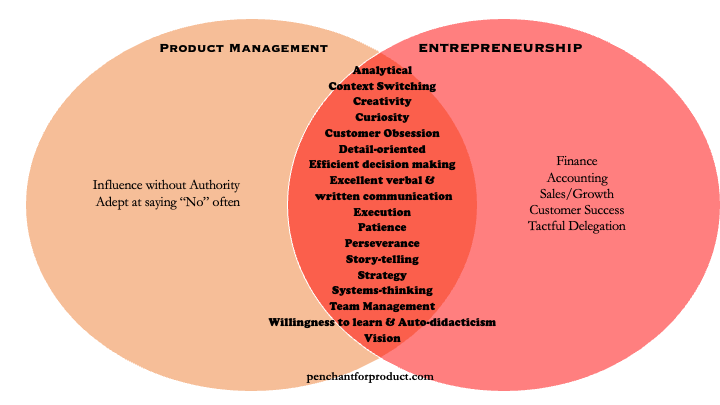 PRODUCT MANAGEMENT
ENTREPRENEURSHIP
Analytical
Context Switching
Creativity
Curiosity
Customer Obsession
Detail-oriented
Efficient decision making
Excellent verbal &
written communication
Execution
Patience
Perseverance
Story-telling
Strategy
Systems-thinking
Team Management
Willingness to learn & Auto-didacticism
Vision
Influence without Authority
Adept at saying “No” often
Finance
Accounting
Sales/Growth
Customer Success
Tactful Delegation
penchantforproduct.com